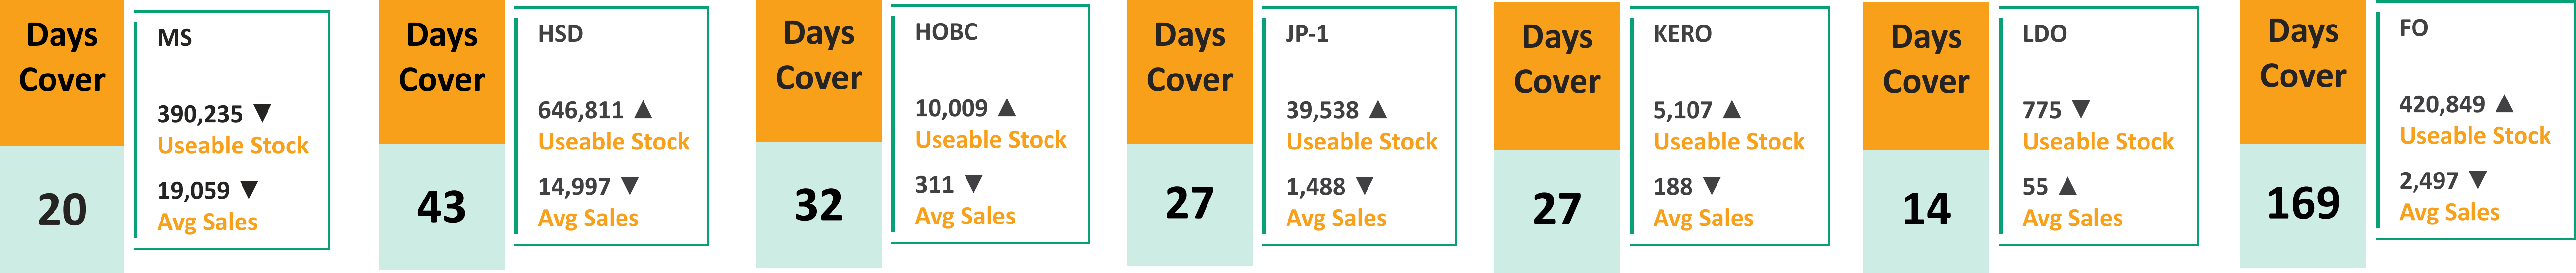 Days
Cover
20
MS
390,235 ▼
Useable Stock
19,059 ▼
Avg Sales
Days
Cover
43
HSD
646,811 ▲
Useable Stock
14,997 ▼
Avg Sales
Days
Cover
32
HOBC
10,009 ▲
Useable Stock
311 ▼
Avg Sales
Days
Cover
27
JP-1
39,538 ▲
Useable Stock
1,488 ▼
Avg Sales
Days
Cover
27
KERO
5,107 ▲
Useable Stock
188 ▼
Avg Sales
Days
Cover
14
LDO
775 ▼
Useable Stock
55 ▲
Avg Sales
Days
Cover
169
FO
420,849 ▲
Useable Stock
2,497 ▼
Avg Sales